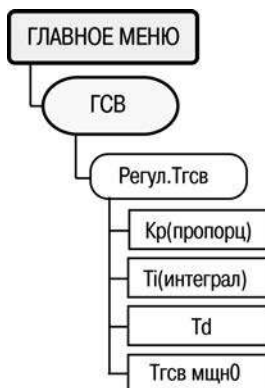 ГЛАВНОЕ МЕНЮ
ГСВ
Регул.Тгсв
Кр(пропорц)
Ti(интеграл)
Td
Тгсв мщн0